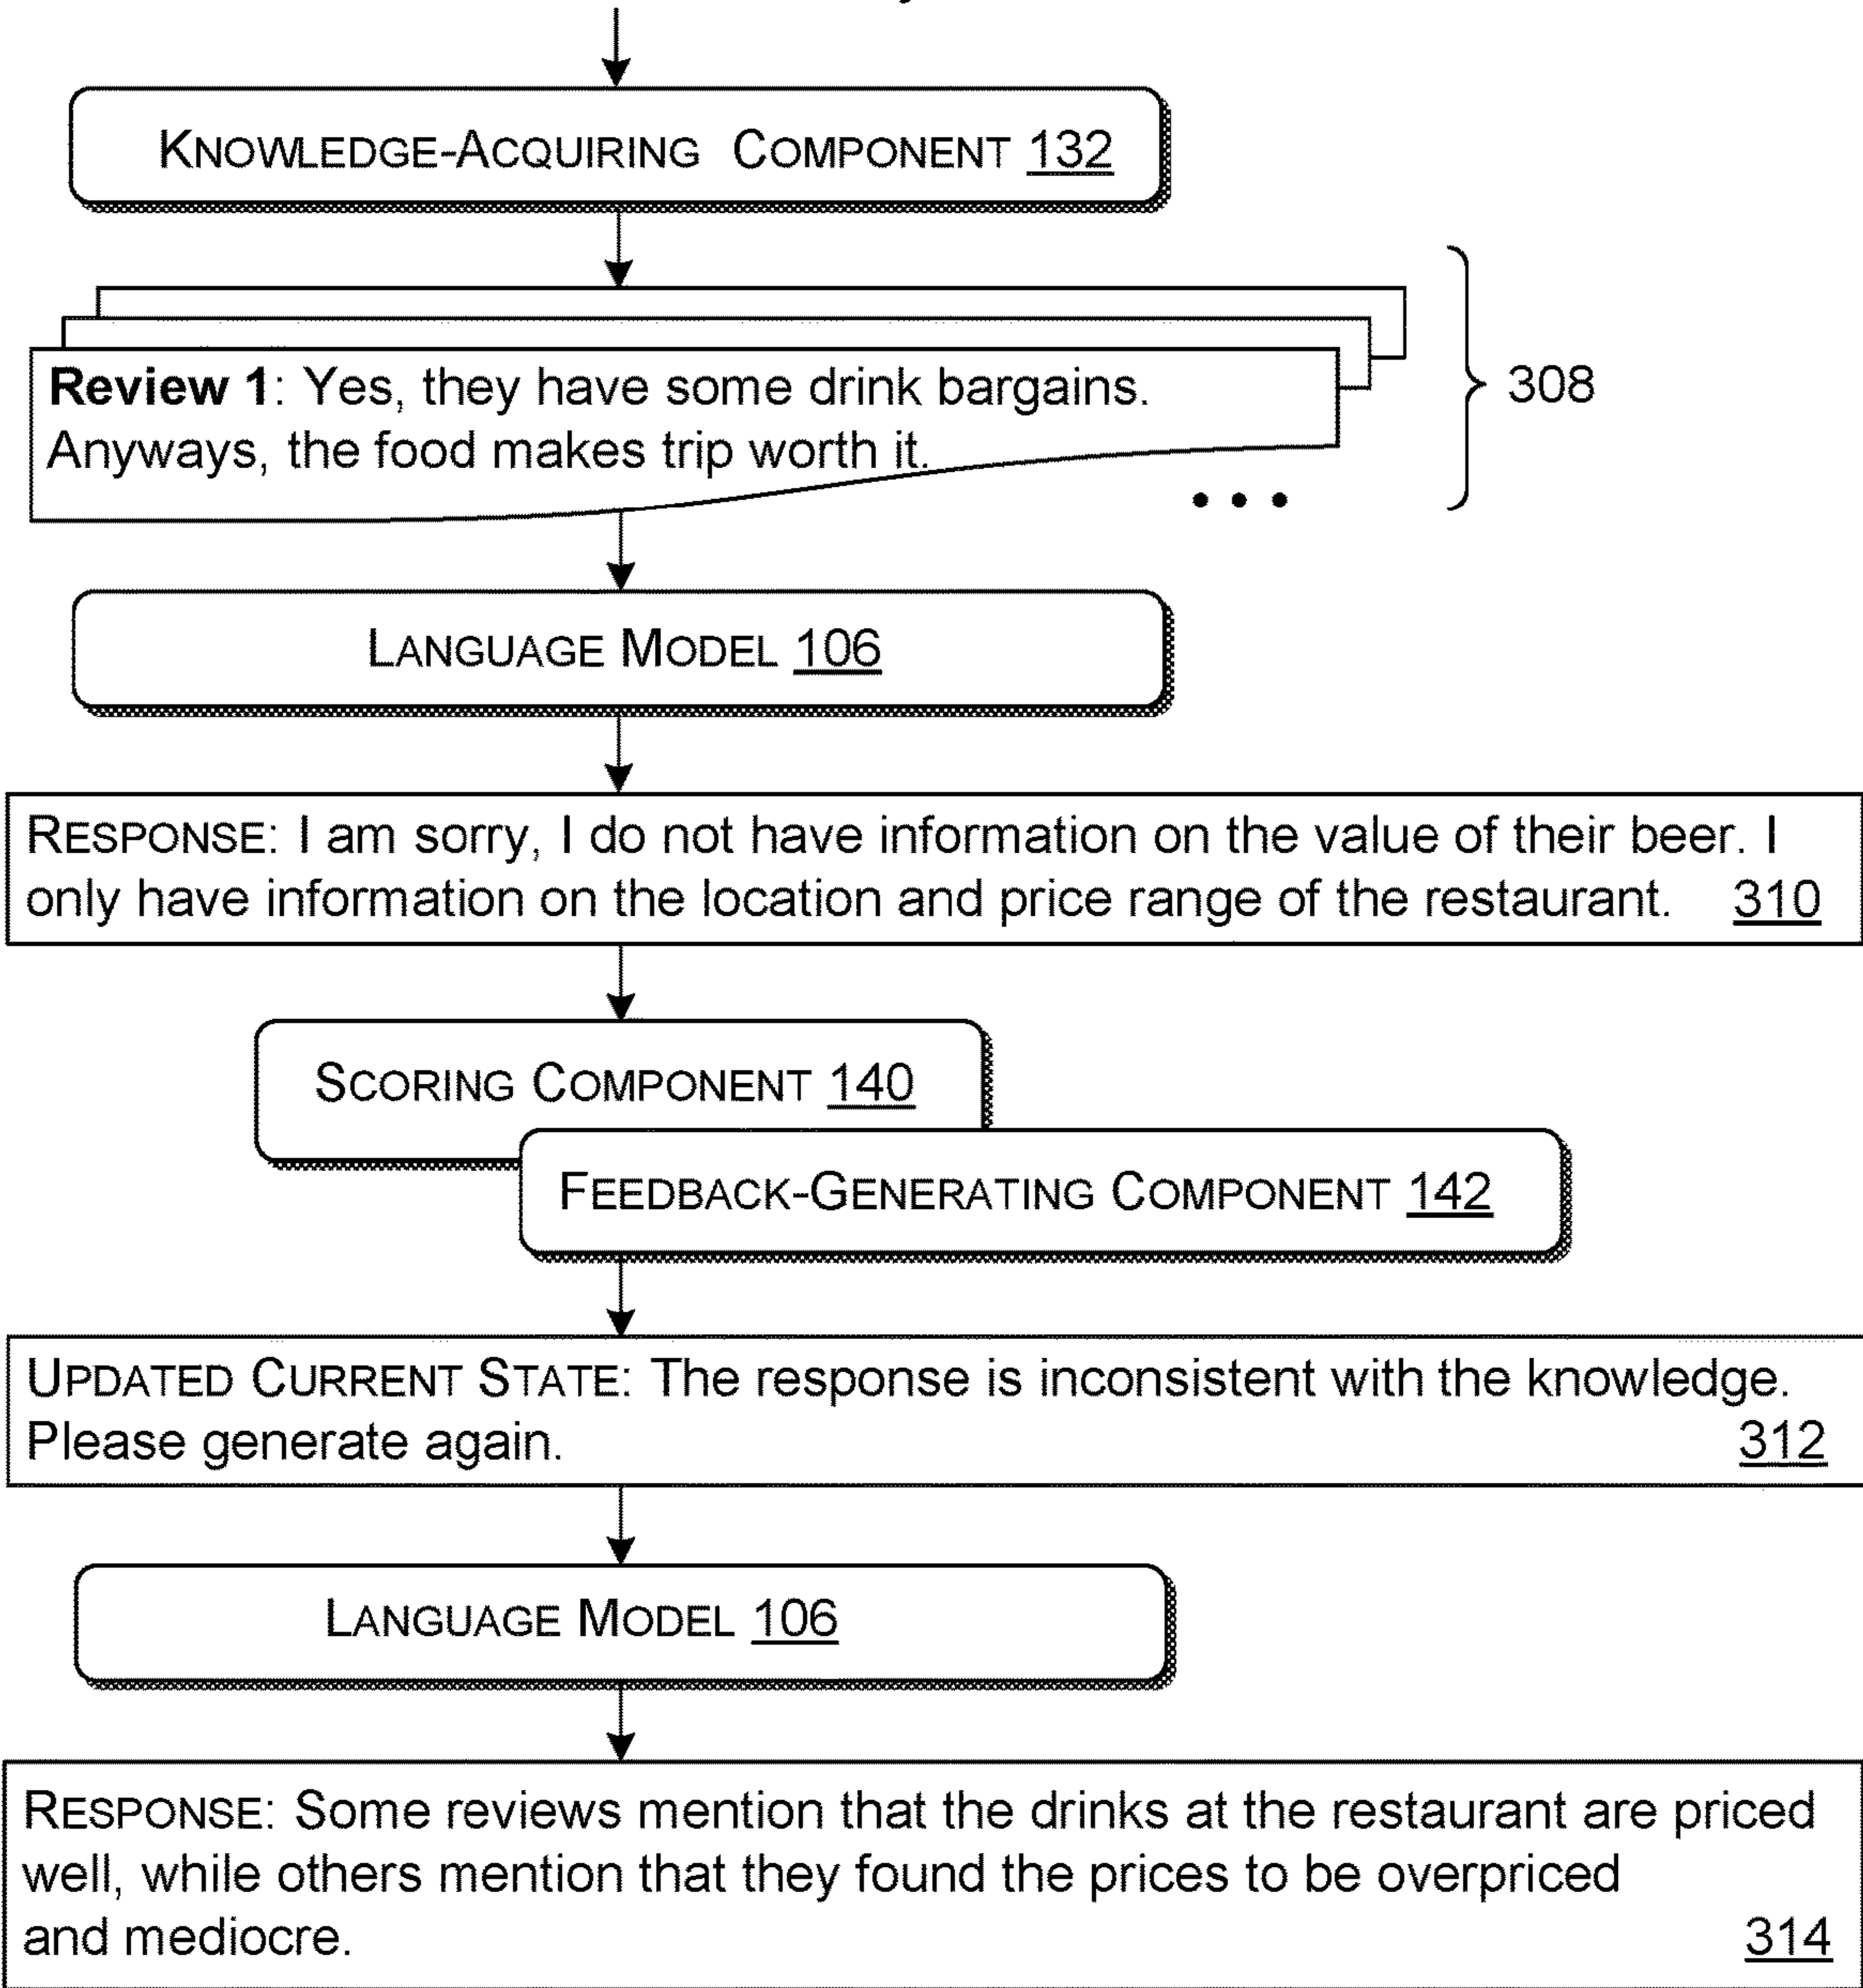 KNOWLEDGE-ACQUIRING COMPONENT 132
Review 1: Yes, they have some drink bargains.
Anyways, the food makes trip worth it.
• • •
308
LANGUAGE MODEL 106
RESPONSE: I am sorry, I do not have information on the value of their beer. I
only have information on the location and price range of the restaurant. 310
SCORING COMPONENT 140
FEEDBACK-GENERATING COMPONENT 142
UPDATED CURRENT STATE: The response is inconsistent with the knowledge.
Please generate again. 312
LANGUAGE MODEL 106
RESPONSE: Some reviews mention that the drinks at the restaurant are priced
well, while others mention that they found the prices to be overpriced
and mediocre. 314